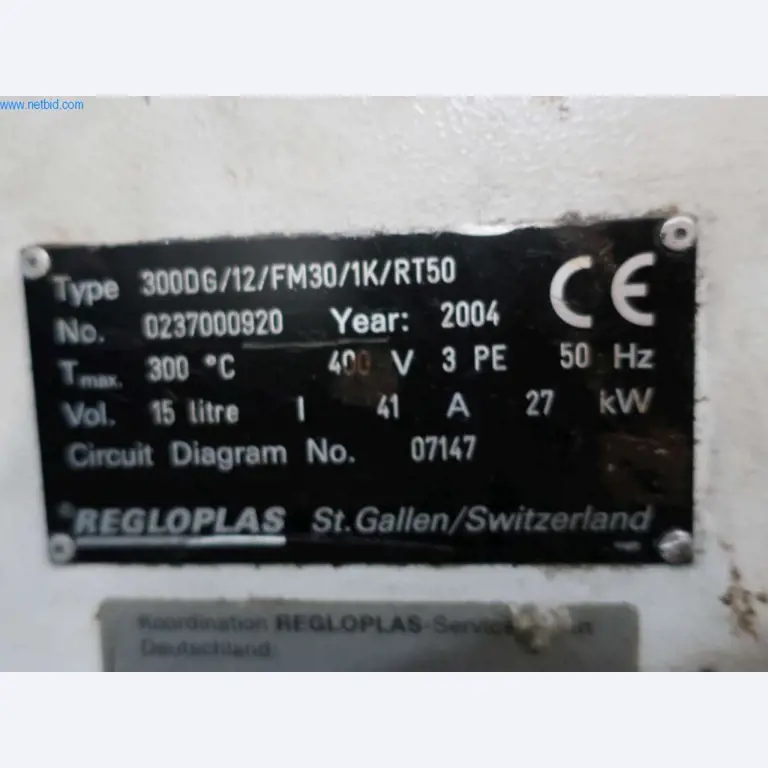 www.netbid.com
Type 300DG/12/FM30/1K/RT50
No. 0237000920 Year: 2004
Tmax. 300 °C 400 V 3 PE 50 Hz
Vol. 15 litre I 41 A 27 kW
Circuit Diagram No. 07147
CE
REGLOPLAS St.Gallen/Switzerland
Koordination REGLOPLAS-Service
Deutschland: